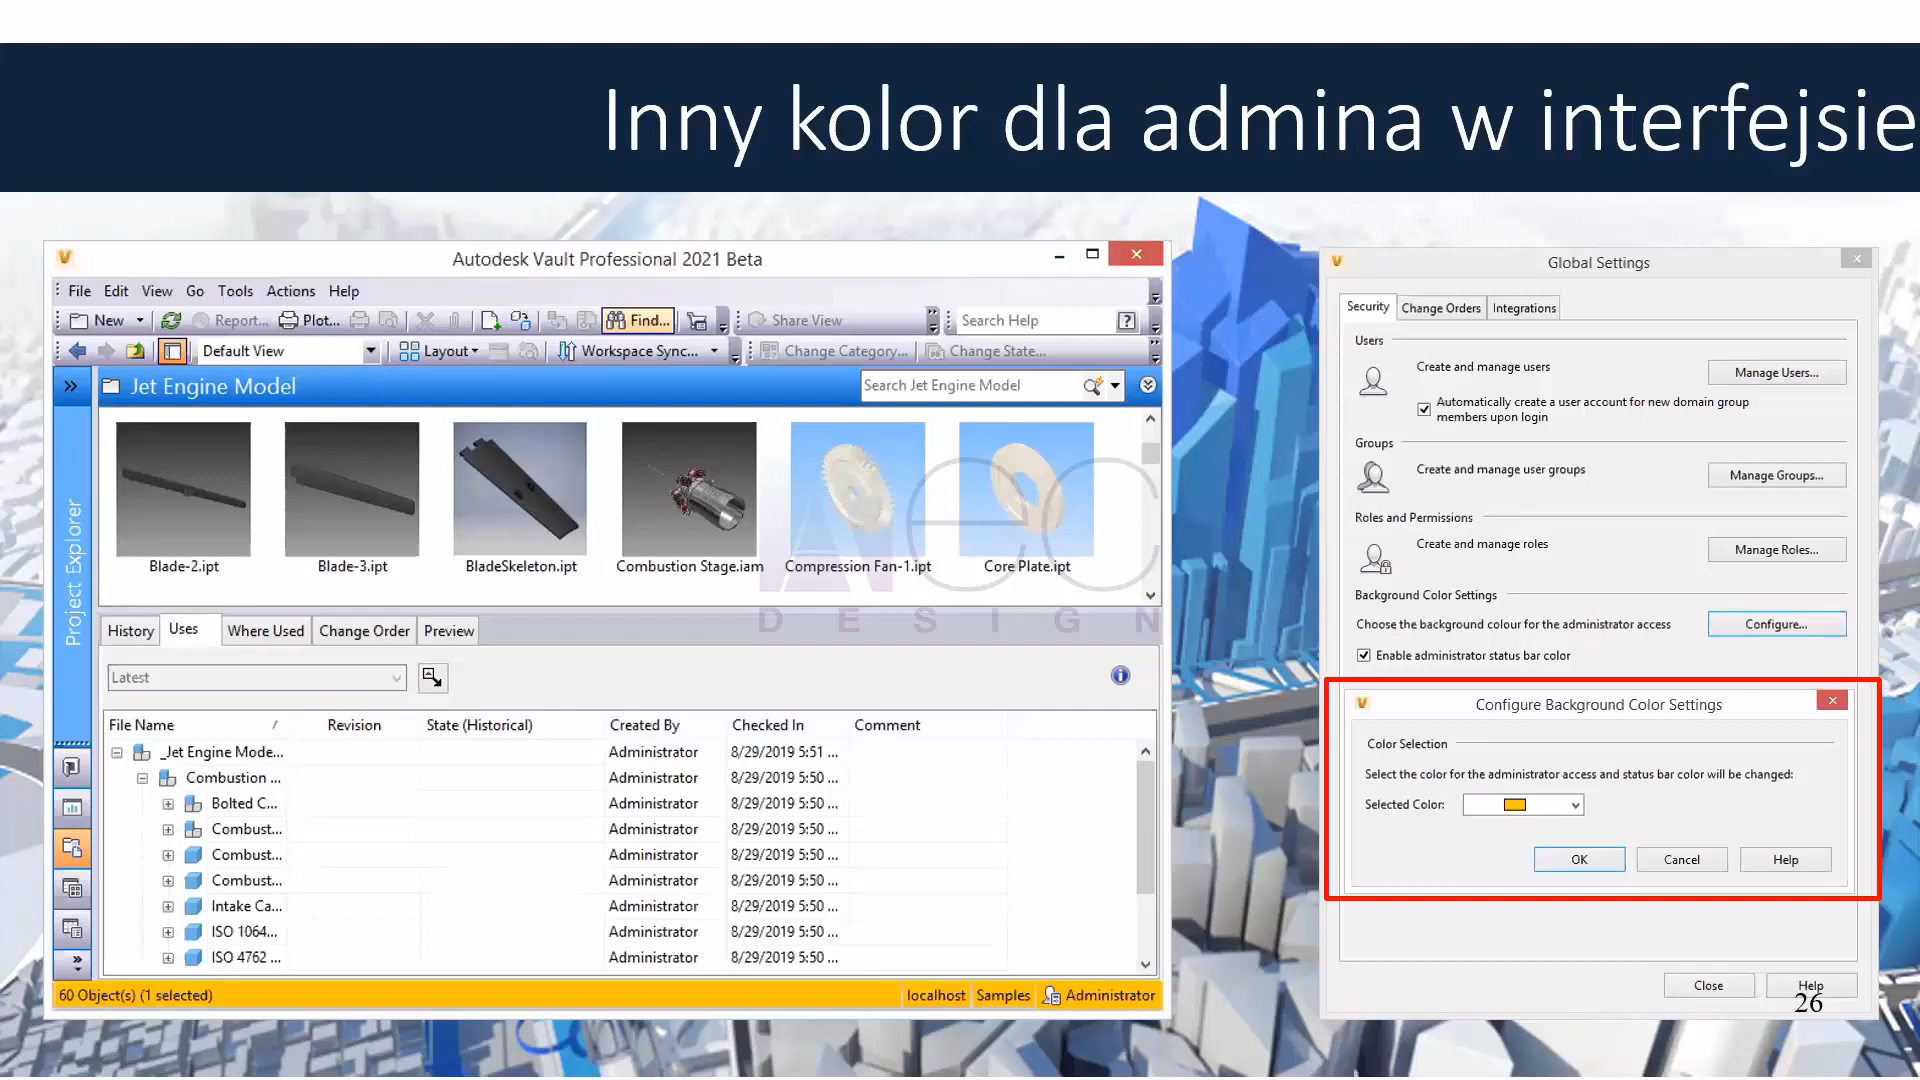 Inny kolor dla admina w interfejsie
Autodesk Vault Professional 2021 Beta
File Edit View Go Tools Actions Help
New Report... Plot... Find... Share View Search Help
Default View Layout Workspace Sync... Change Category... Change State...
Jet Engine Model Search Jet Engine Model
Project Explorer
Blade-2.ipt Blade-3.ipt BladeSkeleton.ipt Combustion Stage.iam Compression Fan-1.ipt Core Plate.ipt
Aec
DESIGN
History Uses Where Used Change Order Preview
Latest
File Name Revision State (Historical) Created By Checked In Comment
_Jet Engine Mode... Administrator 8/29/2019 5:51 ...
Combustion ... Administrator 8/29/2019 5:50 ...
Bolted C... Administrator 8/29/2019 5:50 ...
Combust... Administrator 8/29/2019 5:50 ...
Combust... Administrator 8/29/2019 5:50 ...
Combust... Administrator 8/29/2019 5:50 ...
Intake Ca... Administrator 8/29/2019 5:50 ...
ISO 1064... Administrator 8/29/2019 5:50 ...
ISO 4762 ... Administrator 8/29/2019 5:50 ...
60 Object(s) (1 selected) localhost Samples Administrator
Global Settings
Security Change Orders Integrations
Users
Create and manage users Manage Users...
Automatically create a user account for new domain group
members upon login
Groups
Create and manage user groups Manage Groups...
Roles and Permissions
Create and manage roles Manage Roles...
Background Color Settings
Choose the background colour for the administrator access Configure...
Enable administrator status bar color
Configure Background Color Settings
Color Selection
Select the color for the administrator access and status bar color will be changed:
Selected Color:
OK Cancel Help
Close Help
26